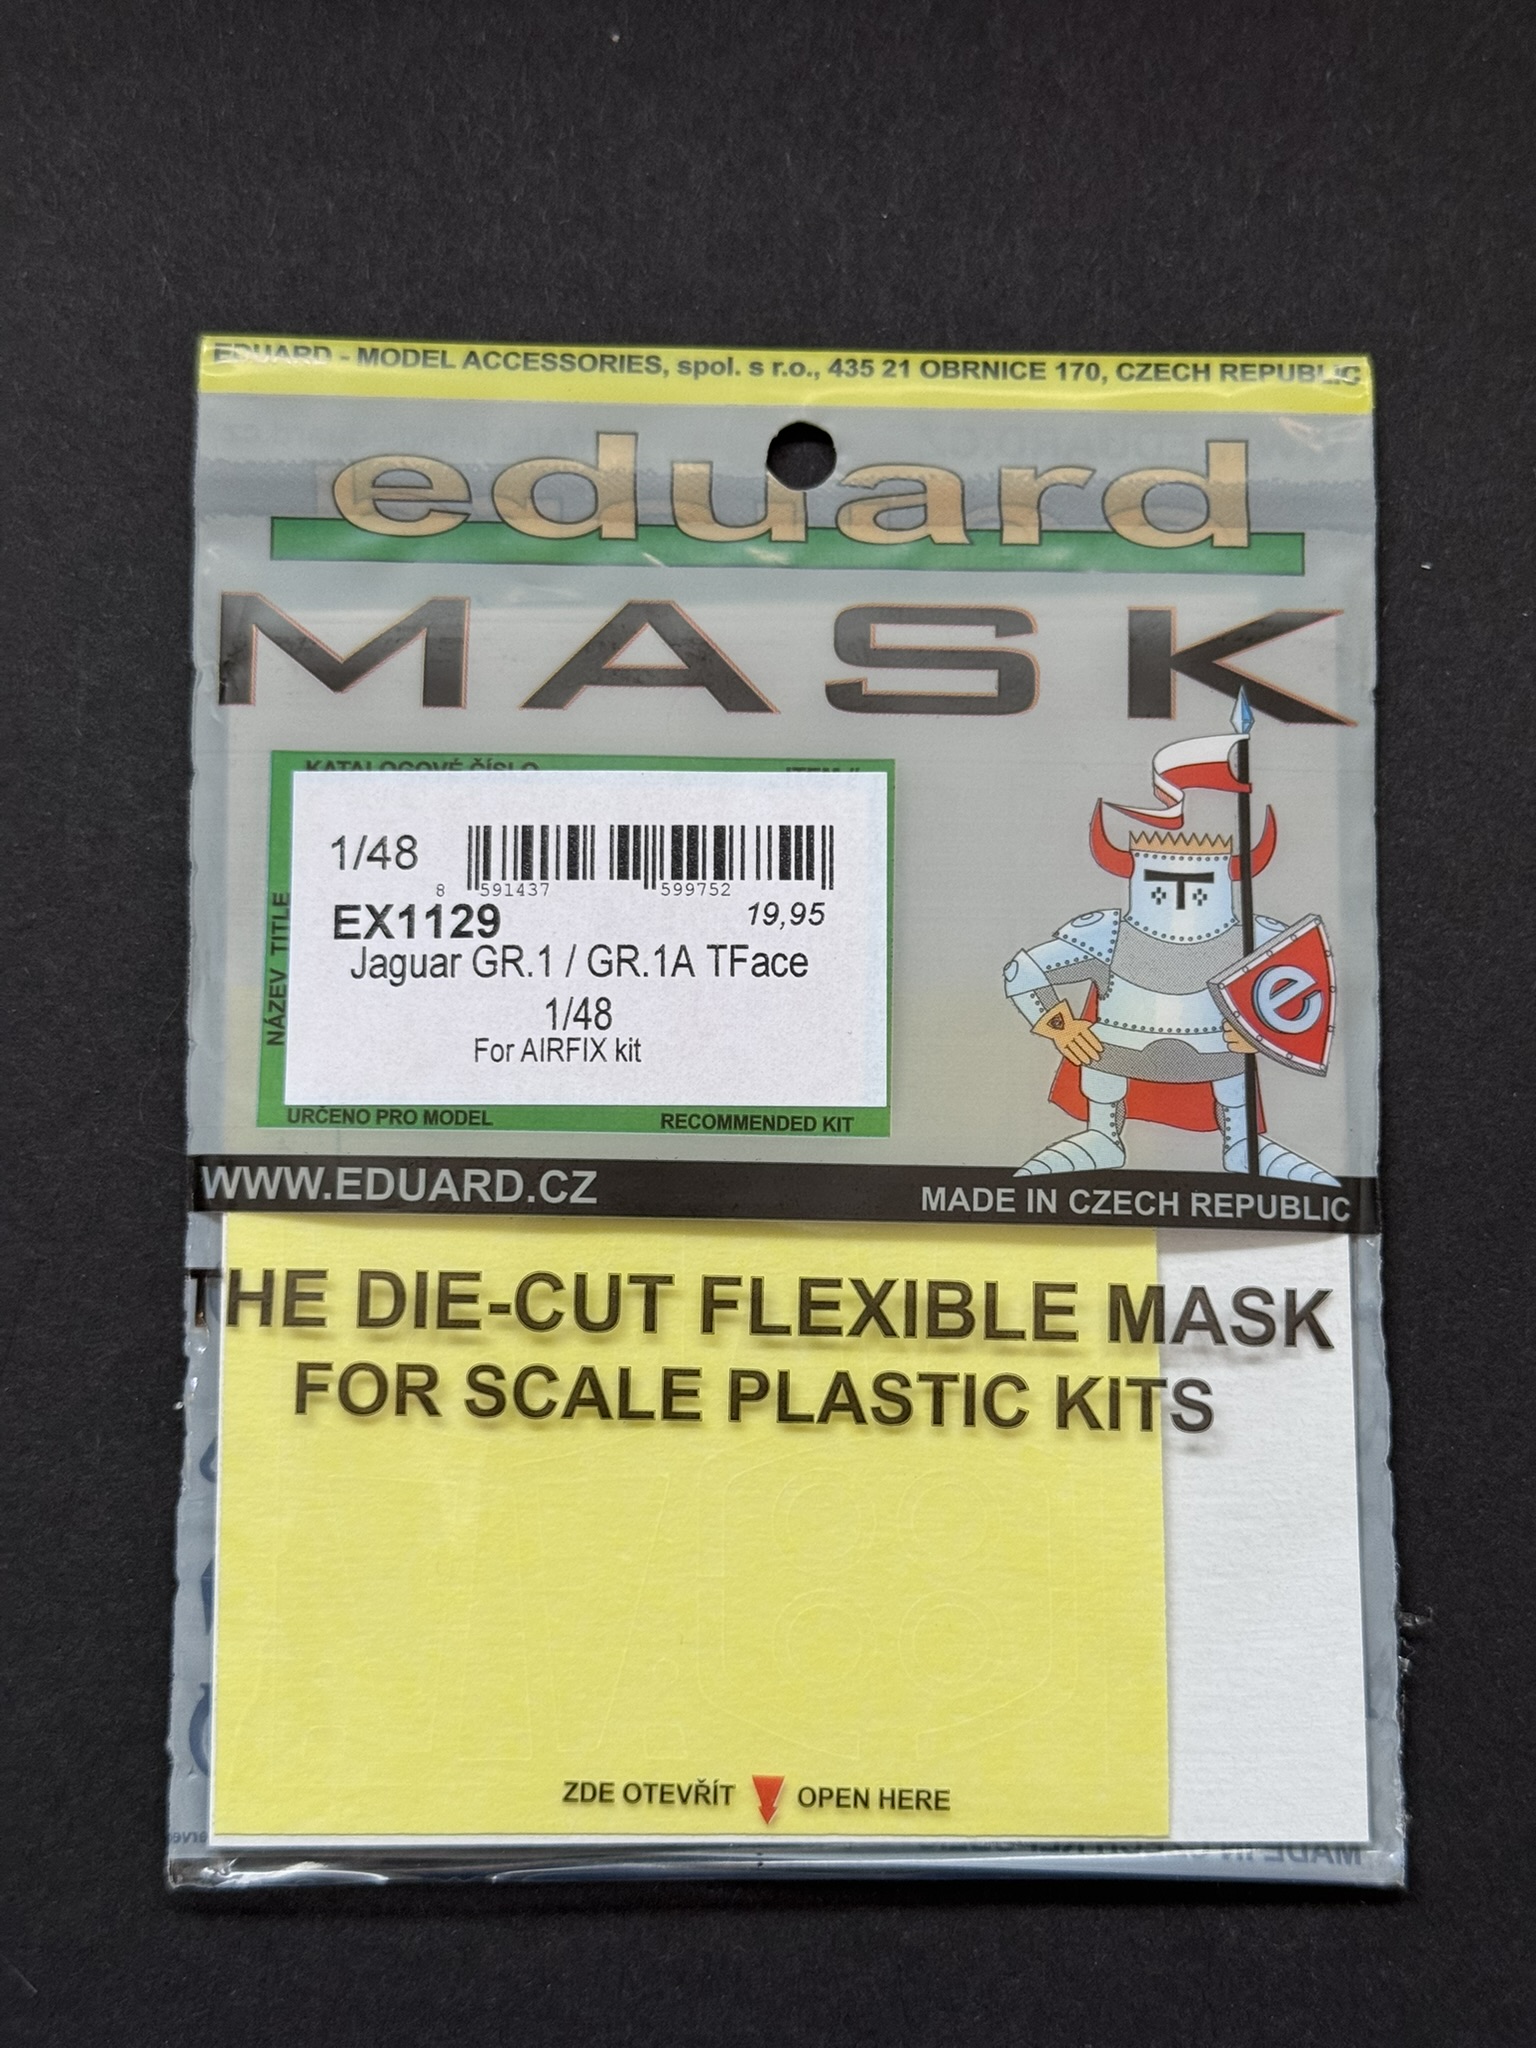 EDUARD - MODEL ACCESSORIES, spol. s r.o., 435 21 OBRNICE 170, CZECH REPUBLIC
eduard
MASK
KATALOGOVÉ ČÍSLO ITEM #
1/48
8 591437 599752
EX1129 19,95
Jaguar GR.1 / GR.1A TFace
1/48
For AIRFIX kit
NÁZEV TITLE
URČENO PRO MODEL RECOMMENDED KIT
e
WWW.EDUARD.CZ MADE IN CZECH REPUBLIC
THE DIE-CUT FLEXIBLE MASK
FOR SCALE PLASTIC KITS
ZDE OTEVŘÍT OPEN HERE